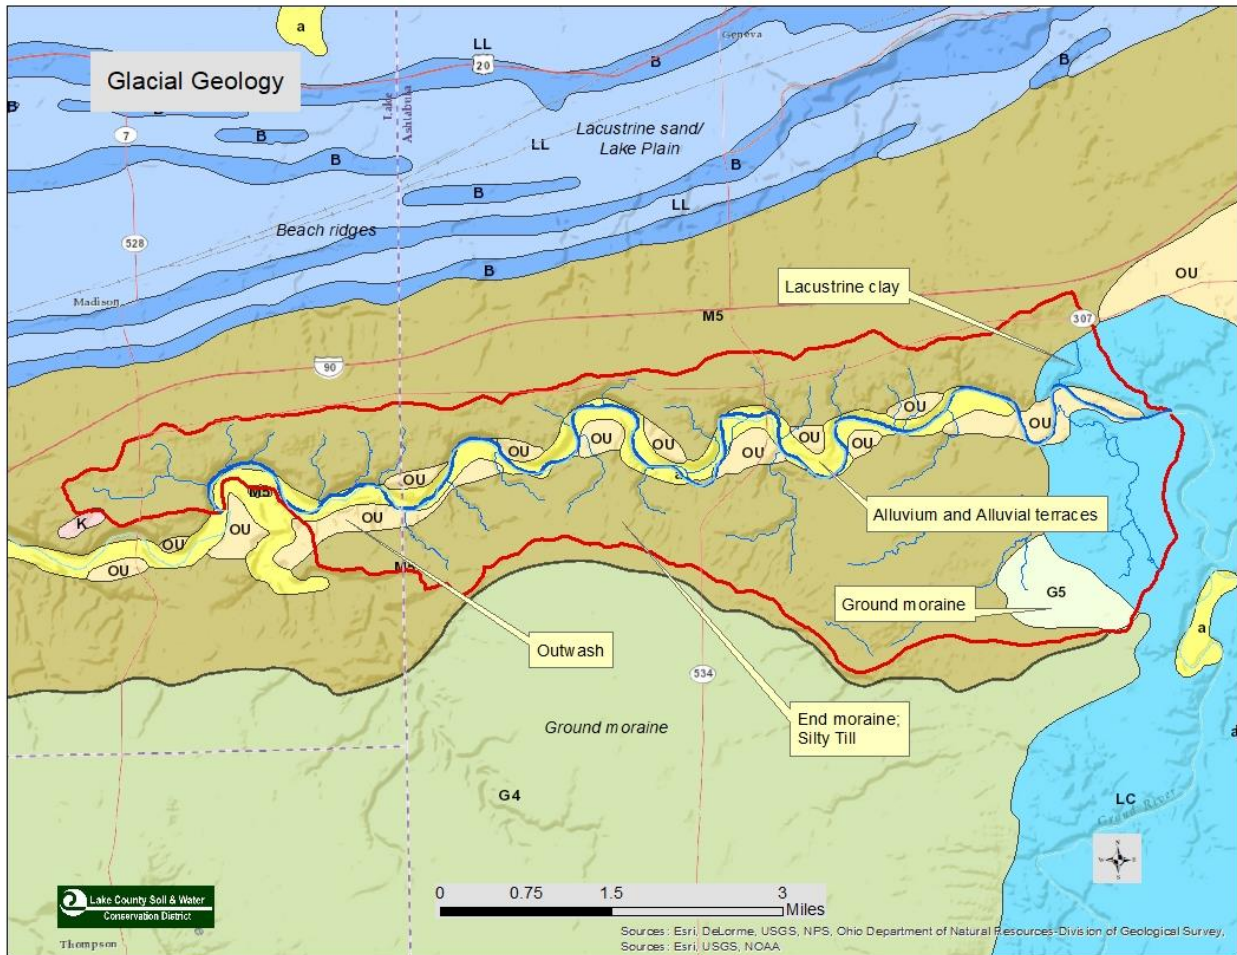 a
LL
20
Geneva
B
B
Glacial Geology
B
B
7
Lake
Ashtabula
Lacustrine sand/
Lake Plain
B
LL
B
B
B
LL
Beach ridges
528
B
OU
Lacustrine clay
Madison
M5
307
90
OU
OU
OU
OU
OU
OU
OU
OU
a
OU
M5
OU
K
OU
Alluvium and Alluvial terraces
OU
OU
OU
M5
G5
Ground moraine
a
Outwash
534
End moraine;
Silty Till
Ground moraine
a
G4
LC
Grand River
N
W E
S
0 0.75 1.5 3
Miles
Lake County Soil & Water
Conservation District
Sources: Esri, DeLorme, USGS, NPS, Ohio Department of Natural Resources-Division of Geological Survey,
Sources: Esri, USGS, NOAA
Thompson